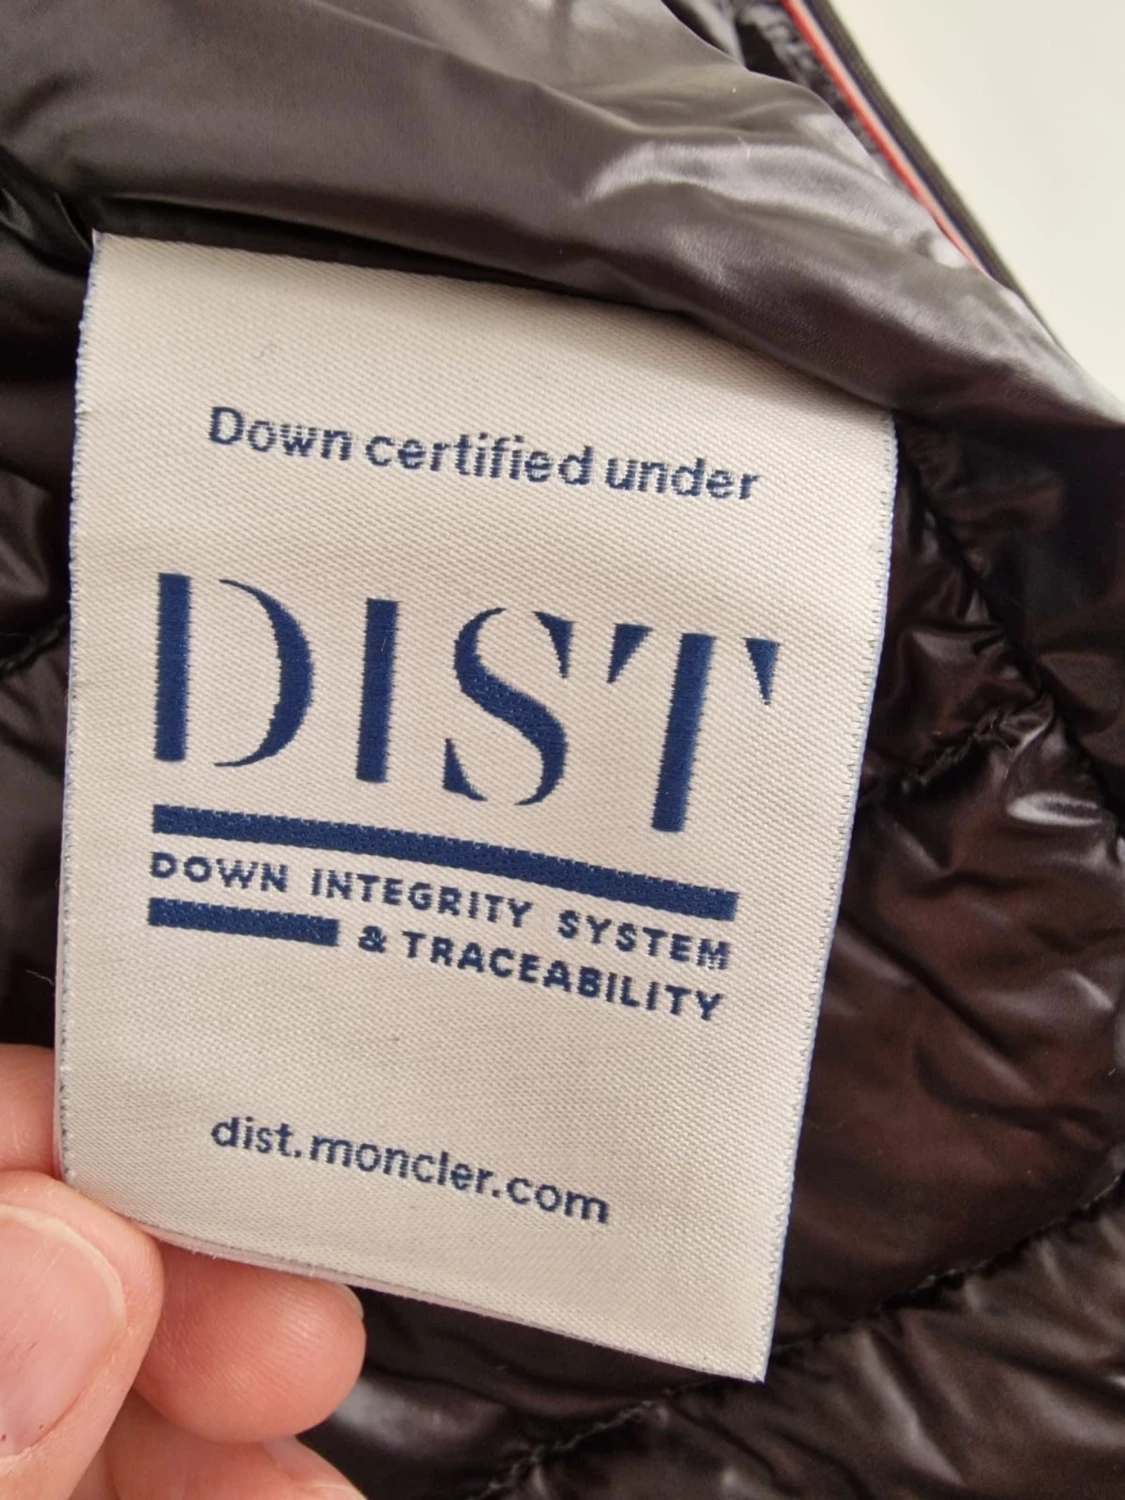 Down certified under
DIST
DOWN INTEGRITY SYSTEM
& TRACEABILITY
dist.moncler.com